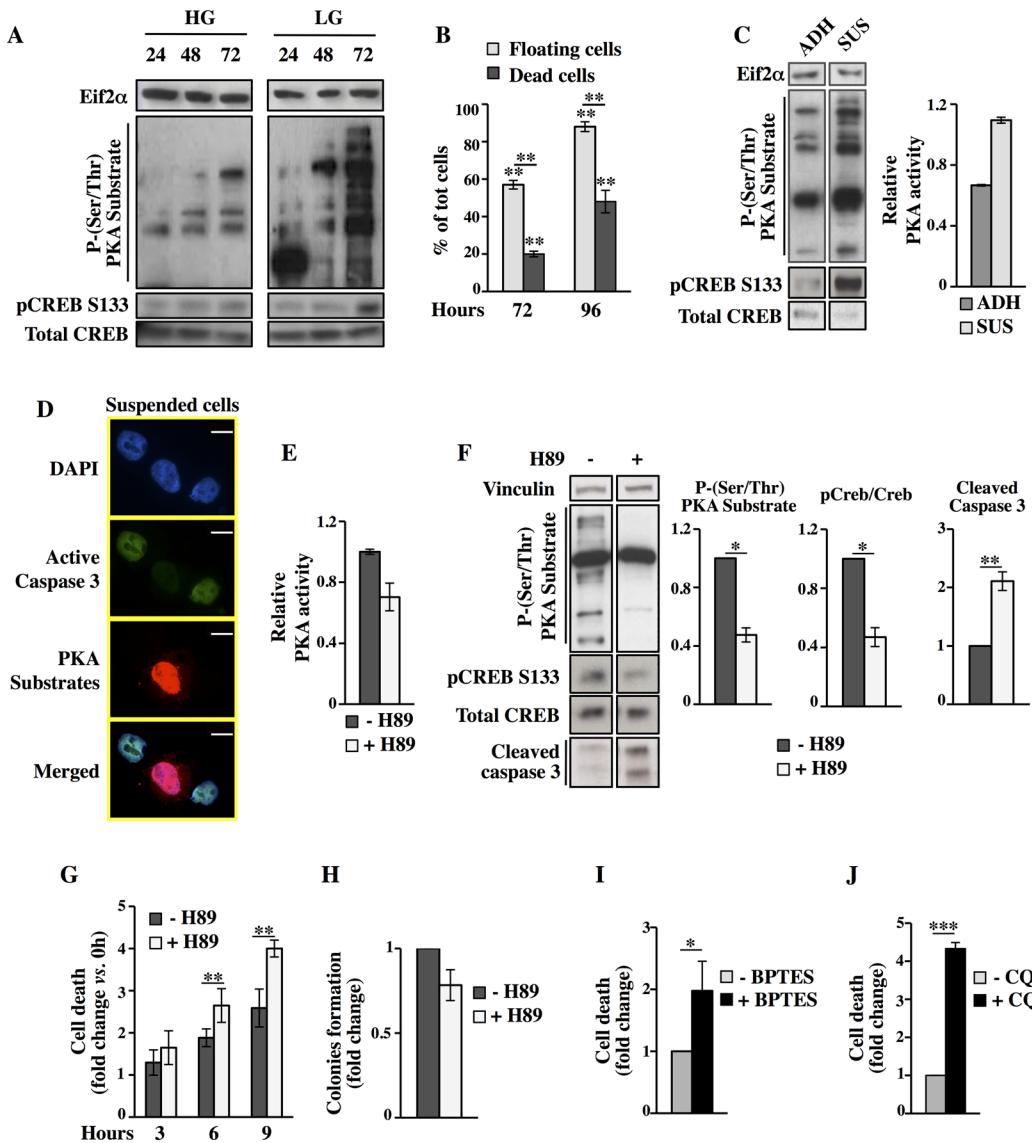 A
HG
LG
24 48 72
24 48 72
Eif2α
P-(Ser/Thr)
PKA Substrate
pCREB S133
Total CREB
B
Floating cells
Dead cells
% of tot cells
100
80
60
40
20
0
**
**
**
**
**
**
Hours 72 96
C
ADH
SUS
Eif2α
P-(Ser/Thr)
PKA Substrate
pCREB S133
Total CREB
Relative
PKA activity
1.2
0.6
0
ADH
SUS
D
Suspended cells
DAPI
Active
Caspase 3
PKA
Substrates
Merged
E
Relative
PKA activity
1.2
0.8
0.4
0
- H89
+ H89
F
H89 - +
Vinculin
P-(Ser/Thr)
PKA Substrate
pCREB S133
Total CREB
Cleaved
caspase 3
P-(Ser/Thr)
PKA Substrate
1.2
0.8
0.4
0
*
pCreb/Creb
1.2
0.8
0.4
0
*
Cleaved
Caspase 3
3
2
1
0
**
- H89
+ H89
G
- H89
+ H89
Cell death
(fold change vs. 0h)
5
4
3
2
1
0
**
**
Hours 3 6 9
H
Colonies formation
(fold change)
1
0.5
0
- H89
+ H89
I
Cell death
(fold change)
3
2
1
0
*
- BPTES
+ BPTES
J
Cell death
(fold change)
5
4
3
2
1
0
***
- CQ
+ CQ